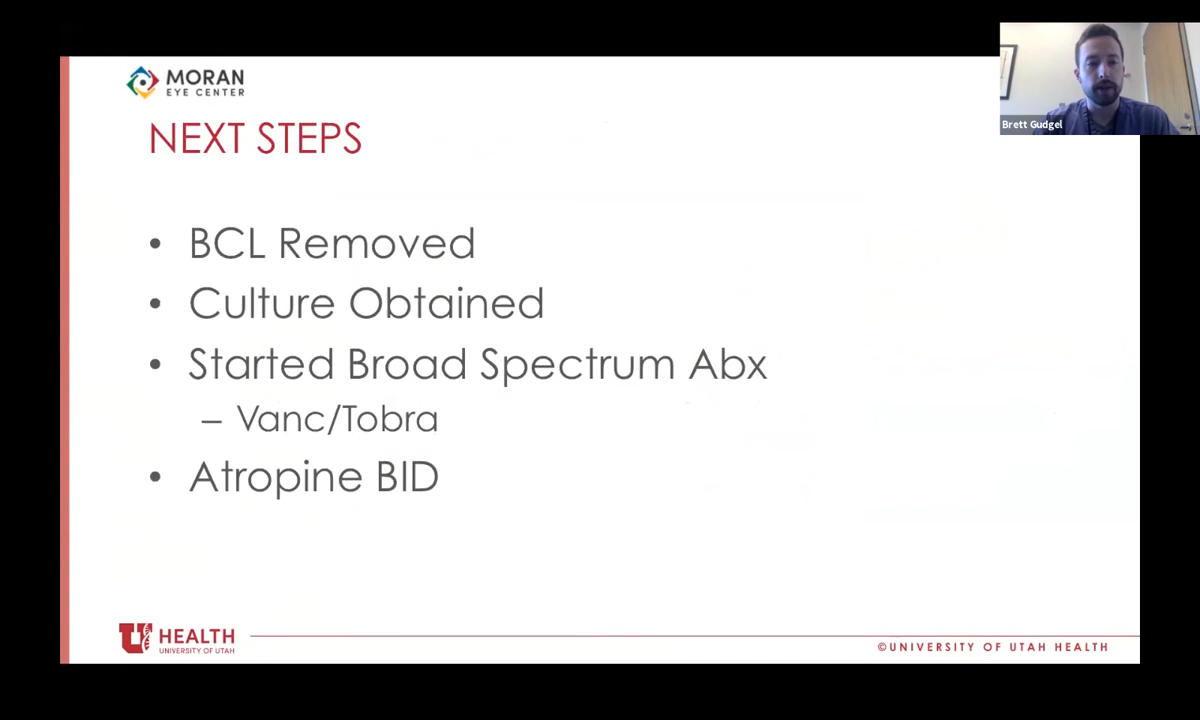 MORAN
EYE CENTER
Brett Gudgel
NEXT STEPS
• BCL Removed
• Culture Obtained
• Started Broad Spectrum Abx
– Vanc/Tobra
• Atropine BID
U HEALTH
UNIVERSITY OF UTAH
©UNIVERSITY OF UTAH HEALTH